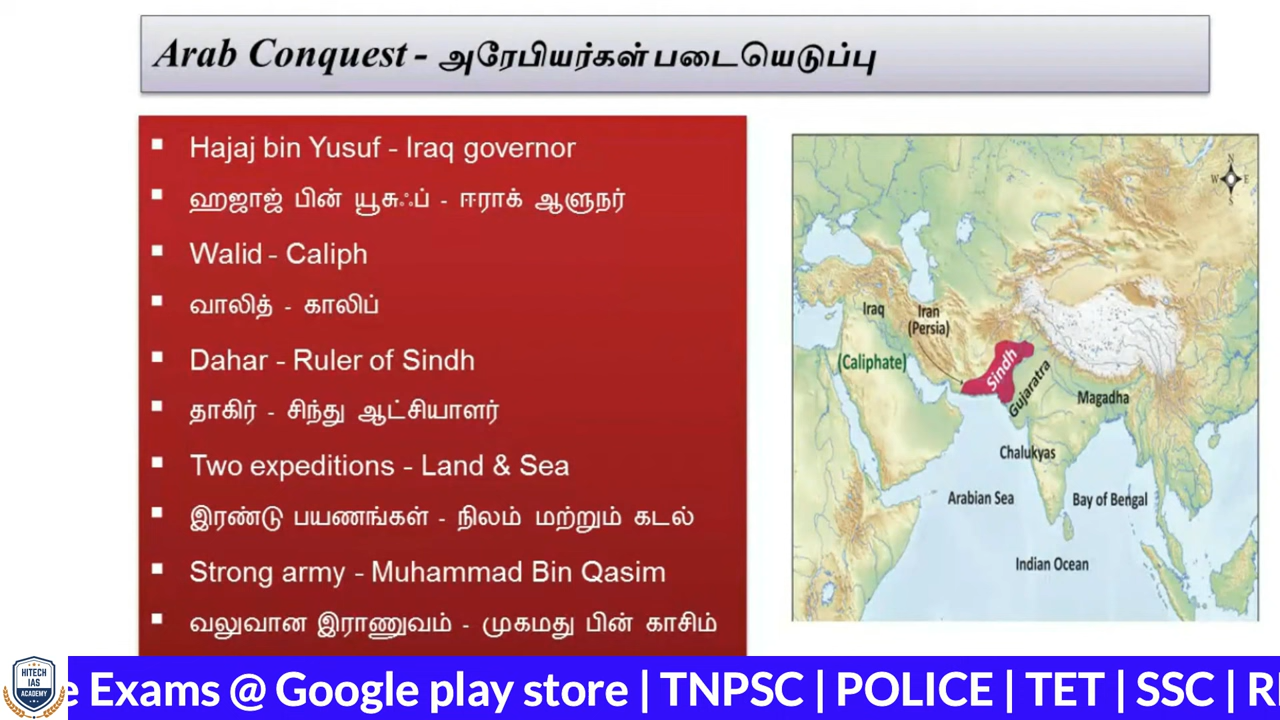 Arab Conquest - அரேபியர்கள் படையெடுப்பு
Hajaj bin Yusuf - Iraq governor
ஹஜாஜ் பின் யூசுஃப் - ஈராக் ஆளுநர்
Walid - Caliph
வாலித் - காலிப்
Dahar - Ruler of Sindh
தாகிர் - சிந்து ஆட்சியாளர்
Two expeditions - Land & Sea
இரண்டு பயணங்கள் - நிலம் மற்றும் கடல்
Strong army - Muhammad Bin Qasim
வலுவான இராணுவம் - முகமது பின் காசிம்
N
W E
S
Iraq
Iran
(Persia)
(Caliphate)
Sindh
Gujaratra
Magadha
Chalukyas
Arabian Sea
Bay of Bengal
Indian Ocean
HITECH
IAS
ACADEMY
e Exams @ Google play store | TNPSC | POLICE | TET | SSC |